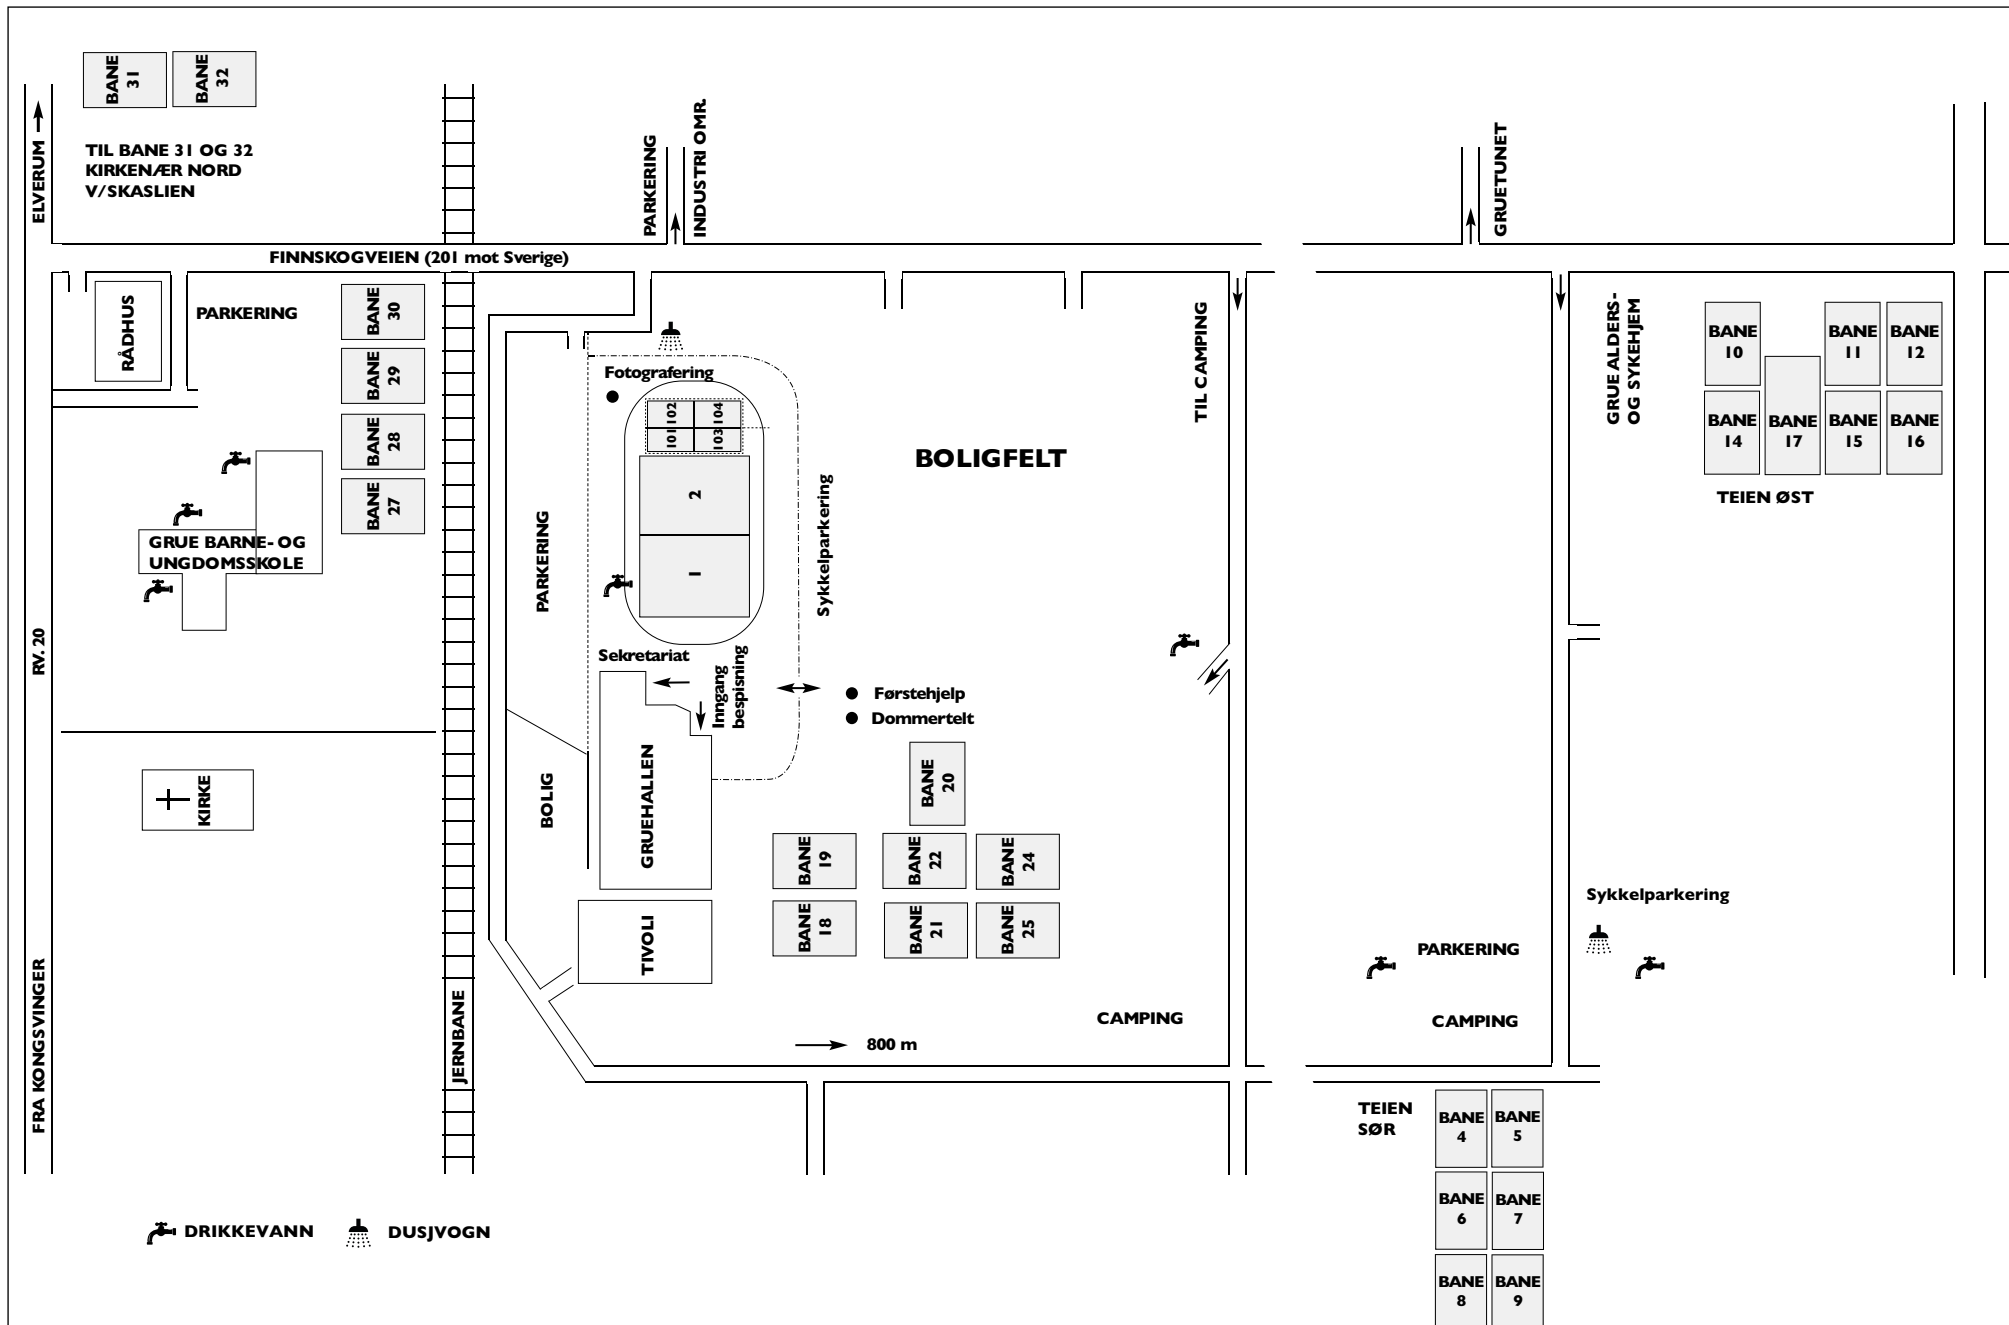 BANE
31
BANE
32
ELVERUM
TIL BANE 31 OG 32
KIRKENÆR NORD
V/SKASLIEN
PARKERING
INDUSTRI OMR.
GRUETUNET
FINNSKOGVEIEN (201 mot Sverige)
RÅDHUS
PARKERING
BANE
30
BANE
29
BANE
28
BANE
27
GRUE BARNE- OG
UNGDOMSSKOLE
RV. 20
KIRKE
FRA KONGSVINGER
JERNBANE
PARKERING
BOLIG
Fotografering
102
104
101
103
2
1
Sykkelparkering
Sekretariat
Inngang
bespisning
GRUEHALLEN
TIVOLI
BOLIGFELT
Førstehjelp
Dommertelt
BANE
20
BANE
19
BANE
22
BANE
24
BANE
18
BANE
21
BANE
25
CAMPING
800 m
TIL CAMPING
GRUE ALDERS-
OG SYKEHJEM
BANE
10
BANE
11
BANE
12
BANE
14
BANE
17
BANE
15
BANE
16
TEIEN ØST
Sykkelparkering
PARKERING
CAMPING
TEIEN
SØR
BANE
4
BANE
5
BANE
6
BANE
7
BANE
8
BANE
9
DRIKKEVANN
DUSJVOGN